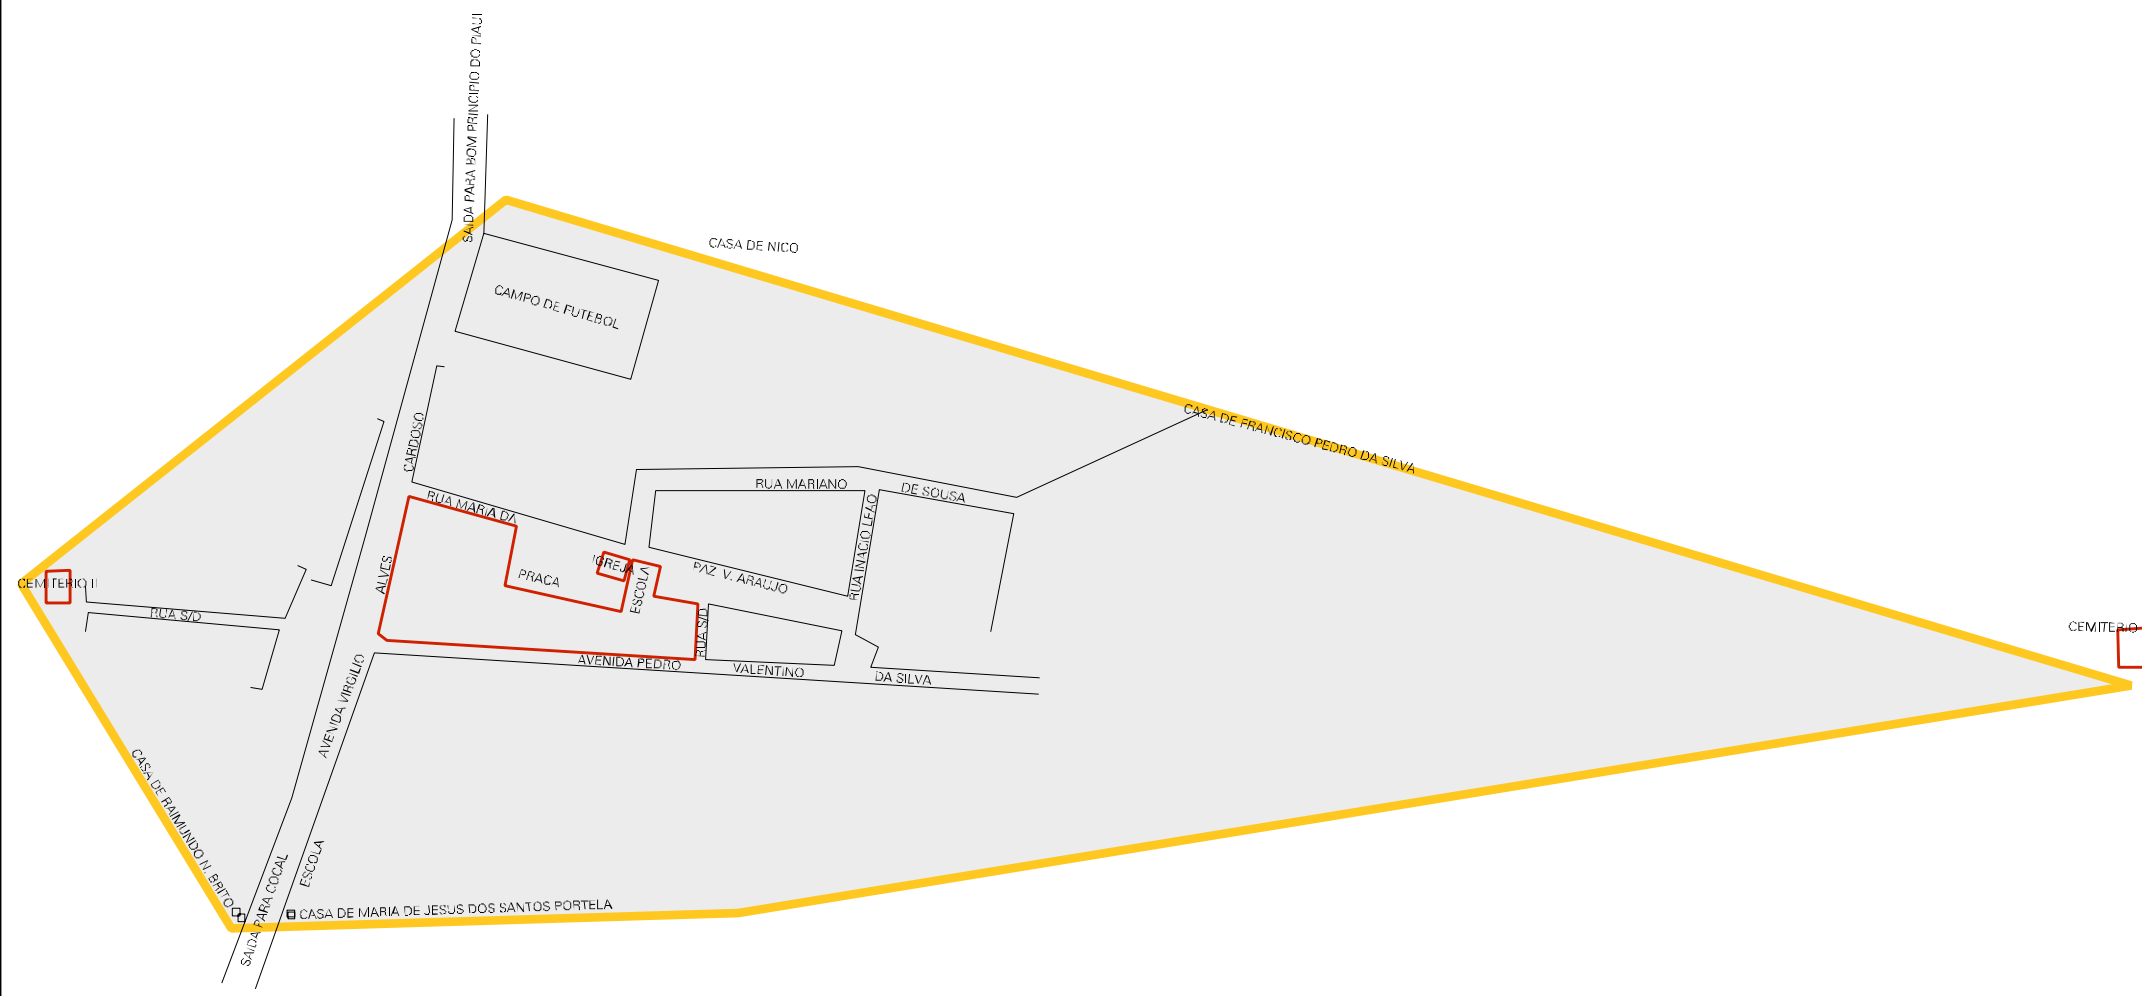 SAIDA PARA BOM PRINCIPIO DO PIAUI
CASA DE NICO
CAMPO DE FUTEBOL
CASA DE FRANCISCO PEDRO DA SILVA
CARDOSO
RUA MARIANO
DE SOUSA
RUA MARIA DA
RUA INACIO LEAO
IGREJA
PRACA
ESCOLA
PAZ V. ARAUJO
ALVES
CEMITERIO II
RUA S/D
RUA S/D
CEMITERIO
AVENIDA PEDRO
VALENTINO
DA SILVA
AVENIDA VIRGILIO
CASA DE RAIMUNDO N. BRITO
ESCOLA
SAIDA PARA COCAL
CASA DE MARIA DE JESUS DOS SANTOS PORTELA